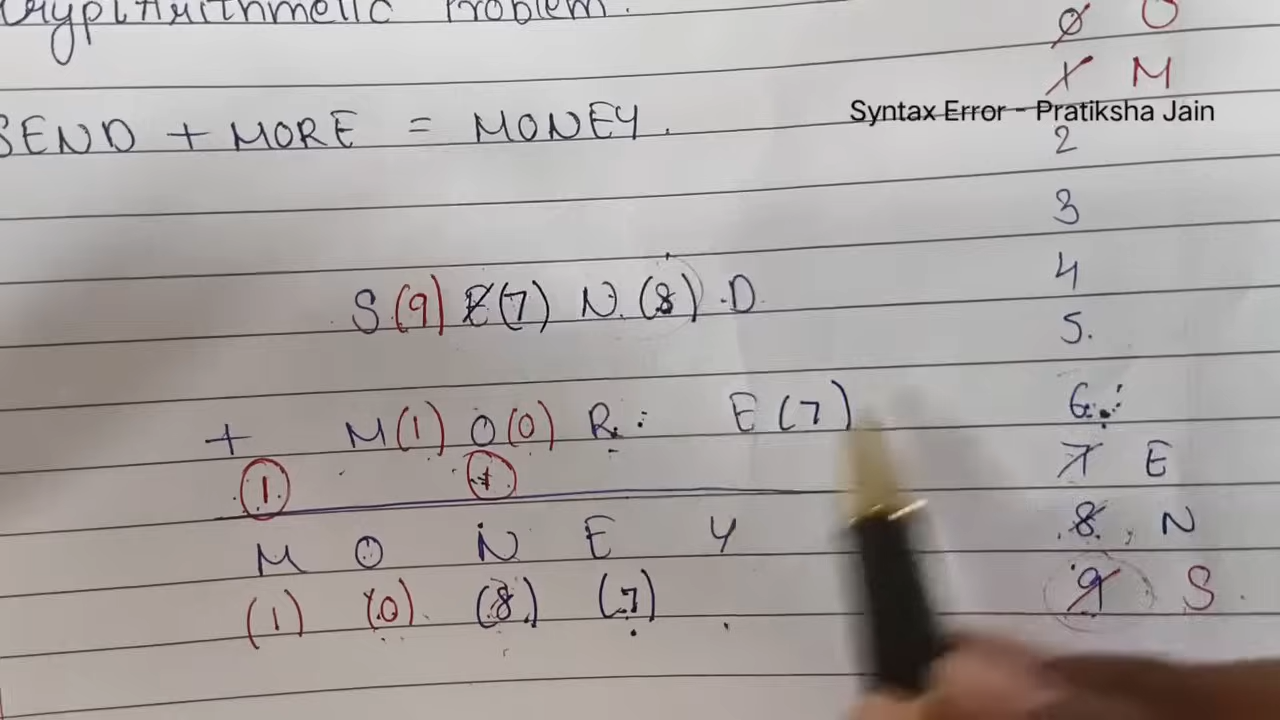 CryptArithmetic Problem.
0 O
1 M
Syntax Error - Pratiksha Jain
SEND + MORE = MONEY.
2
3
4
S (9) E (7) N (8) D
5.
+ M (1) O (0) R E (7)
6
1 1
7 E
M O N E Y
8, N
(1) (0) (8) (7)
9 S